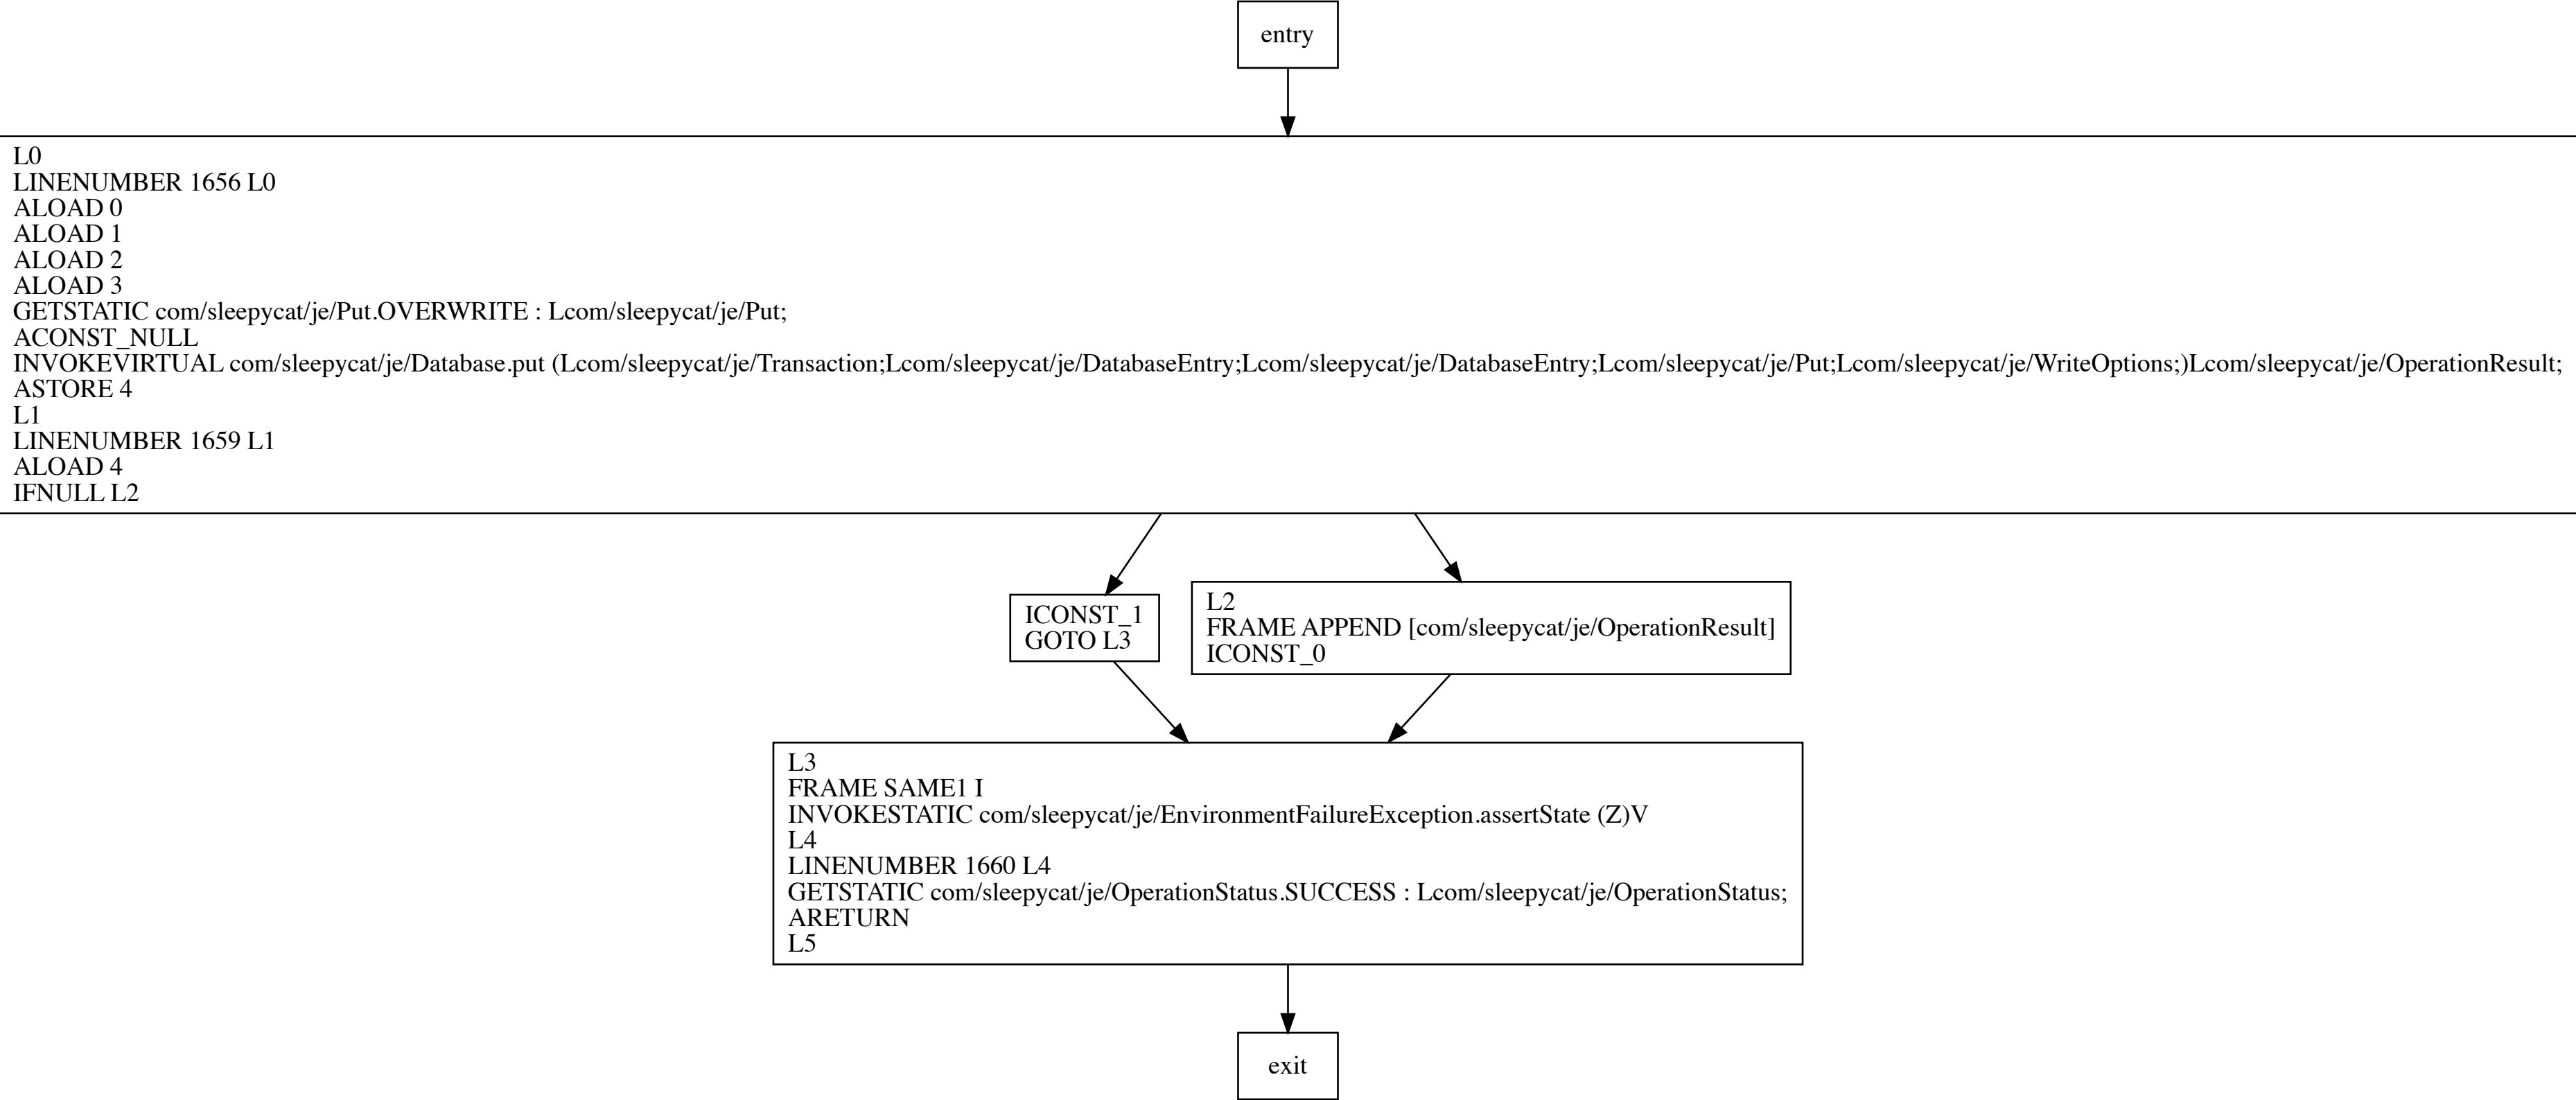 entry
L0
LINENUMBER 1656 L0
ALOAD 0
ALOAD 1
ALOAD 2
ALOAD 3
GETSTATIC com/sleepycat/je/Put.OVERWRITE : Lcom/sleepycat/je/Put;
ACONST_NULL
INVOKEVIRTUAL com/sleepycat/je/Database.put (Lcom/sleepycat/je/Transaction;Lcom/sleepycat/je/DatabaseEntry;Lcom/sleepycat/je/DatabaseEntry;Lcom/sleepycat/je/Put;Lcom/sleepycat/je/WriteOptions;)Lcom/sleepycat/je/OperationResult;
ASTORE 4
L1
LINENUMBER 1659 L1
ALOAD 4
IFNULL L2
ICONST_1
GOTO L3
L2
FRAME APPEND [com/sleepycat/je/OperationResult]
ICONST_0
L3
FRAME SAME1 I
INVOKESTATIC com/sleepycat/je/EnvironmentFailureException.assertState (Z)V
L4
LINENUMBER 1660 L4
GETSTATIC com/sleepycat/je/OperationStatus.SUCCESS : Lcom/sleepycat/je/OperationStatus;
ARETURN
L5
exit